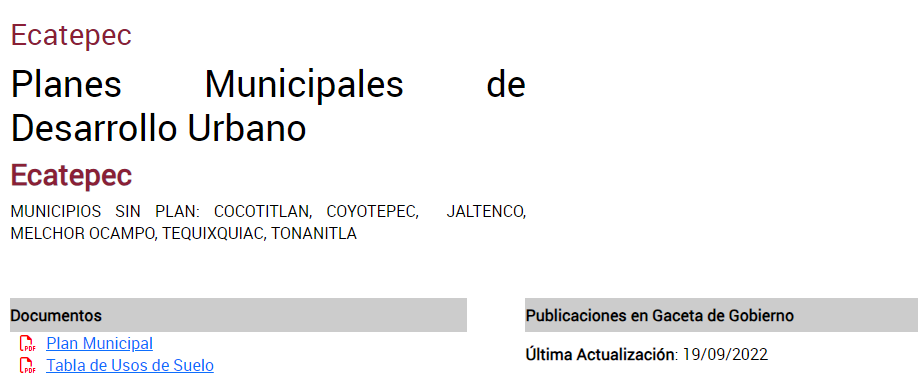 Ecatepec
Planes Municipales de
Desarrollo Urbano
Ecatepec
MUNICIPIOS SIN PLAN: COCOTITLAN, COYOTEPEC, JALTENCO,
MELCHOR OCAMPO, TEQUIXQUIAC, TONANITLA
Documentos
Plan Municipal
Tabla de Usos de Suelo
Publicaciones en Gaceta de Gobierno
Última Actualización: 19/09/2022